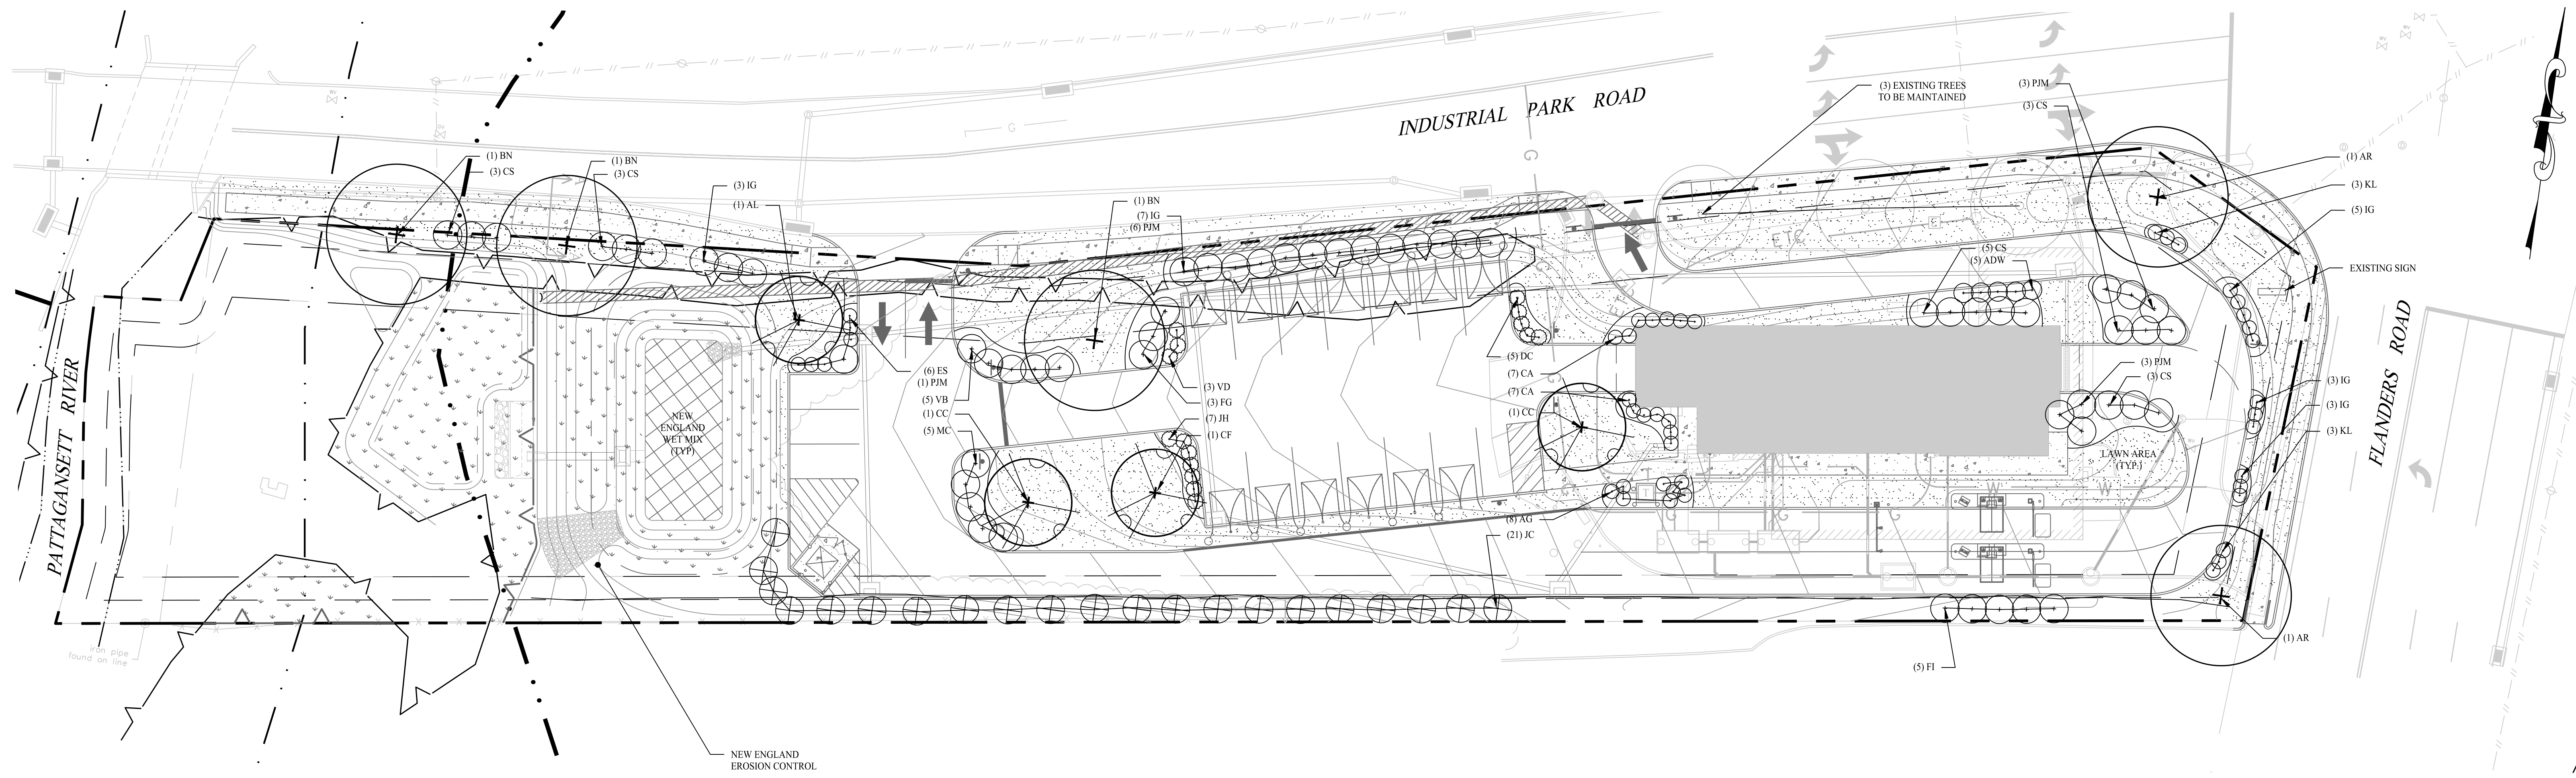 INDUSTRIAL PARK ROAD
(3) EXISTING TREES
TO BE MAINTAINED
(3) PJM
(3) CS
(1) BN
(3) CS
(1) BN
(3) CS
(3) IG
(1) AL
(1) BN
(7) IG
(6) PJM
(1) AR
(3) KL
(5) IG
(5) CS
(5) ADW
EXISTING SIGN
ETC
E
G
G
(6) ES
(1) PJM
(5) VB
(1) CC
(5) MC
(3) VD
(3) FG
(7) JH
(1) CF
(5) DC
(7) CA
(7) CA
(1) CC
(3) PJM
(3) CS
(3) IG
(3) IG
(3) KL
FLANDERS ROAD
PATTAGANSETT RIVER
NEW
ENGLAND
WET MIX
(TYP)
LAWN AREA
(TYP.)
W
W
G
G
G
(8) AG
(21) JC
(5) FI
(1) AR
iron pipe
found on line
NEW ENGLAND
EROSION CONTROL